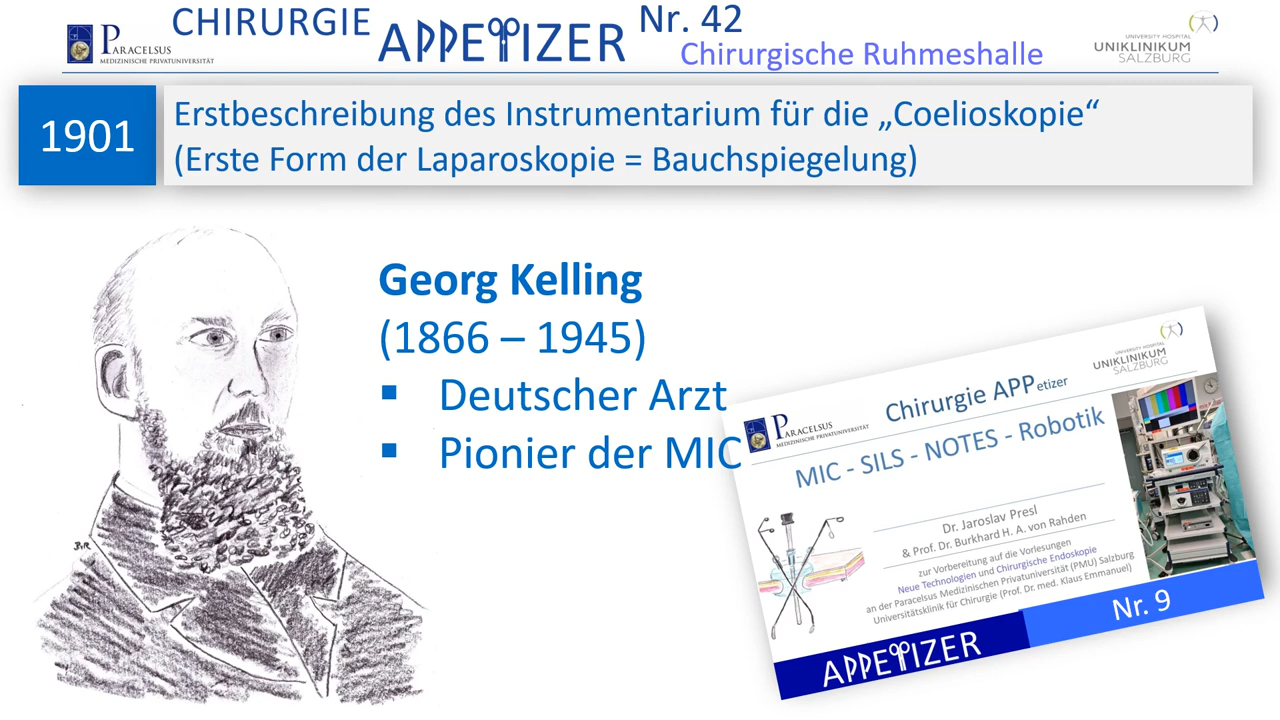 PARACELSUS
MEDIZINISCHE PRIVATUNIVERSITÄT
CHIRURGIE
APPETIZER
Nr. 42
Chirurgische Ruhmeshalle
UNIVERSITY HOSPITAL
UNIKLINIKUM
SALZBURG
1901
Erstbeschreibung des Instrumentarium für die „Coelioskopie“
(Erste Form der Laparoskopie = Bauchspiegelung)
Georg Kelling
(1866 – 1945)
▪ Deutscher Arzt
▪ Pionier der MIC
BvR
PARACELSUS
MEDIZINISCHE PRIVATUNIVERSITÄT
Chirurgie APPetizer
UNIVERSITY HOSPITAL
UNIKLINIKUM
SALZBURG
MIC - SILS - NOTES - Robotik
Dr. Jaroslav Presl
& Prof. Dr. Burkhard H. A. von Rahden
zur Vorbereitung auf die Vorlesungen
Neue Technologien und Chirurgische Endoskopie
an der Paracelsus Medizinischen Privatuniversität (PMU) Salzburg
Universitätsklinik für Chirurgie (Prof. Dr. med. Klaus Emmanuel)
APPETIZER
Nr. 9